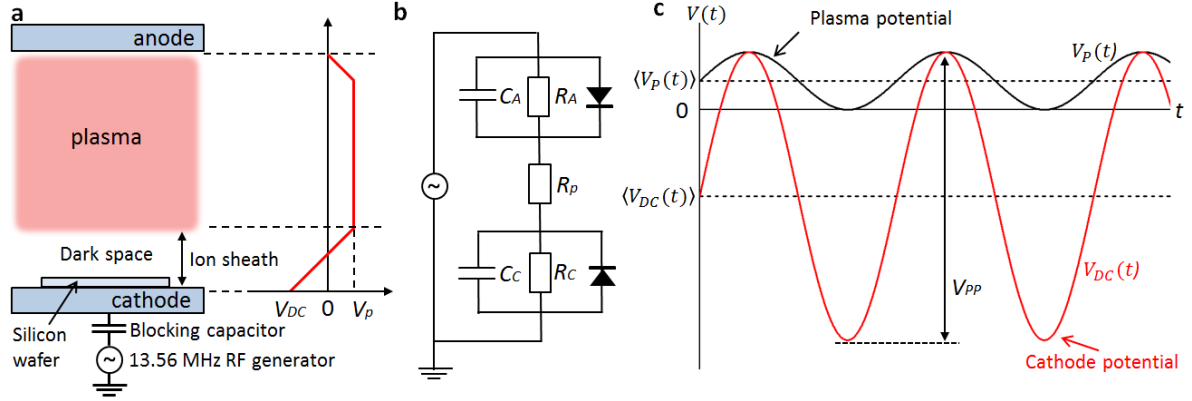 a
anode
plasma
Dark space
Ion sheath
cathode
Silicon
wafer
Blocking capacitor
13.56 MHz RF generator
V_DC 0 V_p
b
C_A R_A
~
R_p
C_C R_C
c
V(t)
Plasma potential
V_P(t)
⟨V_P(t)⟩
0
t
⟨V_DC(t)⟩
V_PP
V_DC(t)
Cathode potential